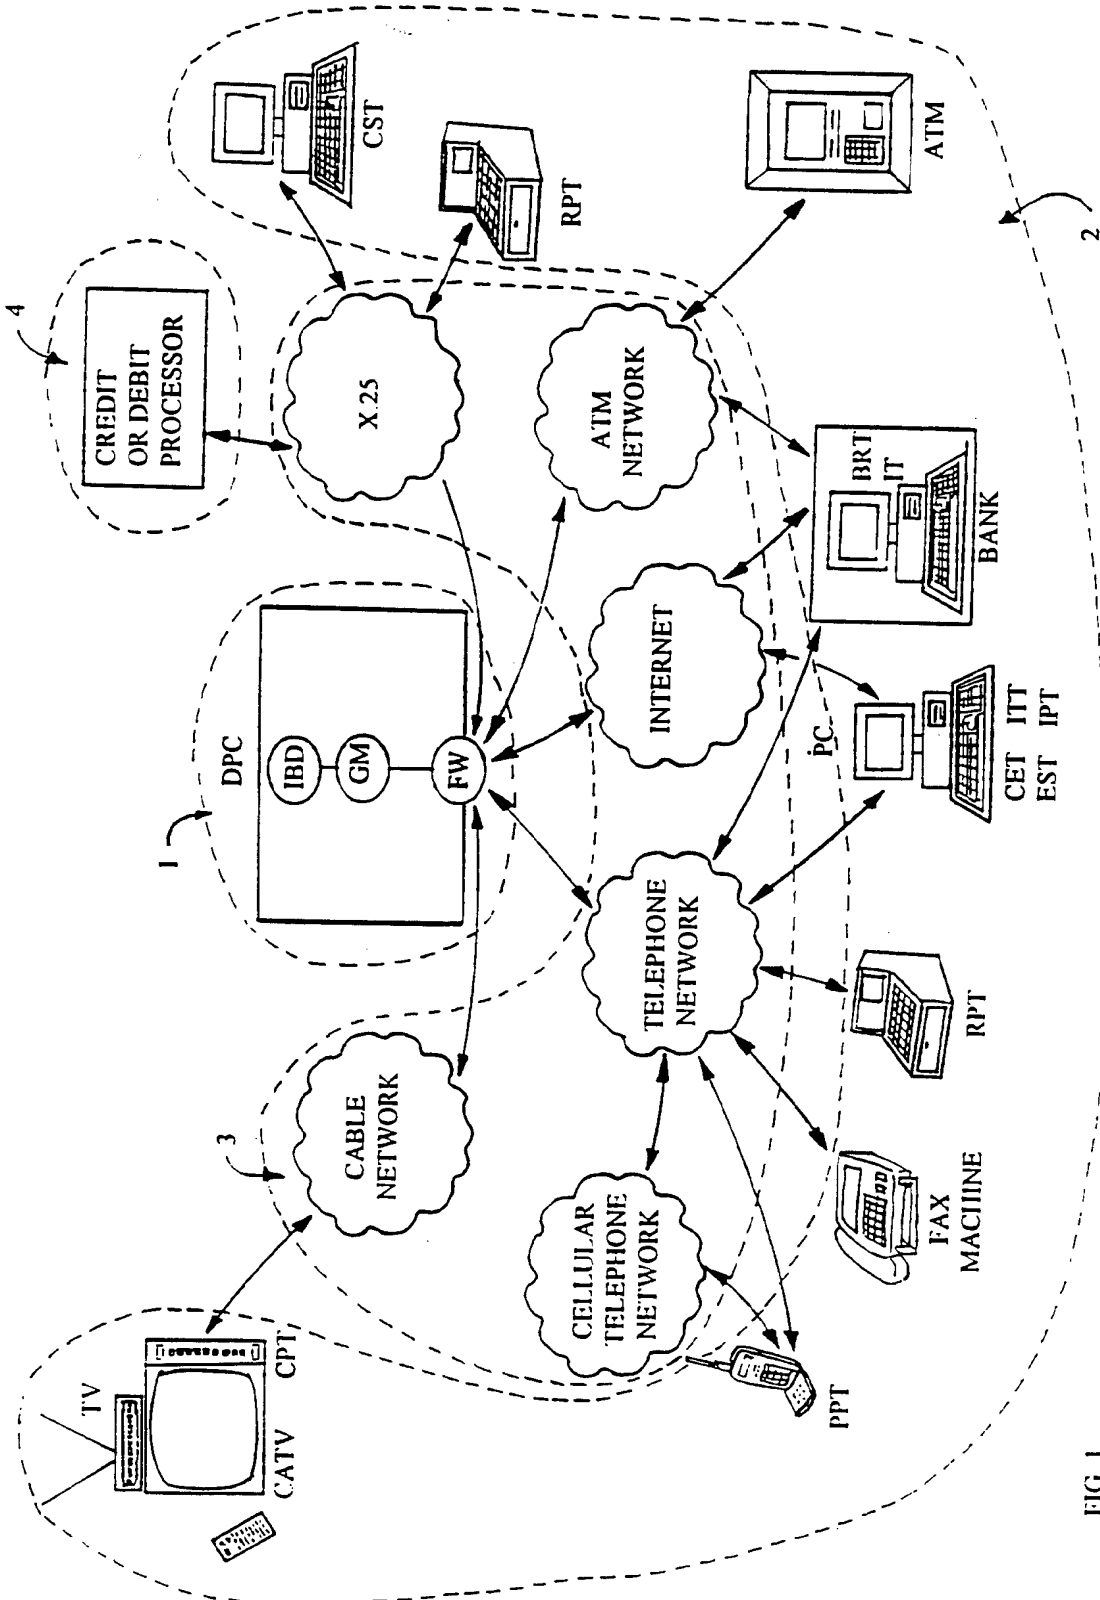 TV
CATV
CPT
3
CABLE
NETWORK
1
DPC
IBD
GM
FW
4
CREDIT
OR DEBIT
PROCESSOR
X.25
CST
RPT
CELLULAR
TELEPHONE
NETWORK
TELEPHONE
NETWORK
INTERNET
ATM
NETWORK
PPT
FAX
MACHINE
RPT
PC
CET ITT
EST IPT
BRT
IT
BANK
ATM
2
FIG. 1